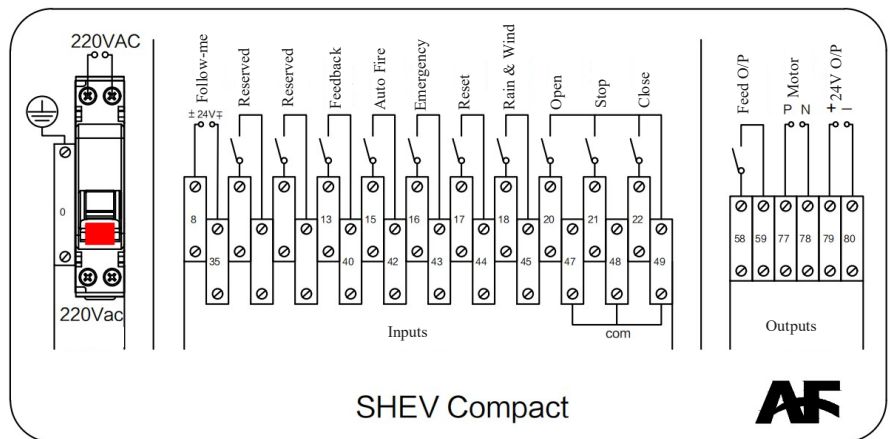 220VAC
Follow-me
Reserved
Reserved
Feedback
Auto Fire
Emergency
Reset
Rain & Wind
Open
Stop
Close
Feed O/P
Motor
24V O/P
± 24V∓
P N
+ −
0
8
13
15
16
17
18
20
21
22
35
40
42
43
44
45
47
48
49
58 59 77 78 79 80
220Vac
Inputs
com
Outputs
SHEV Compact
AF